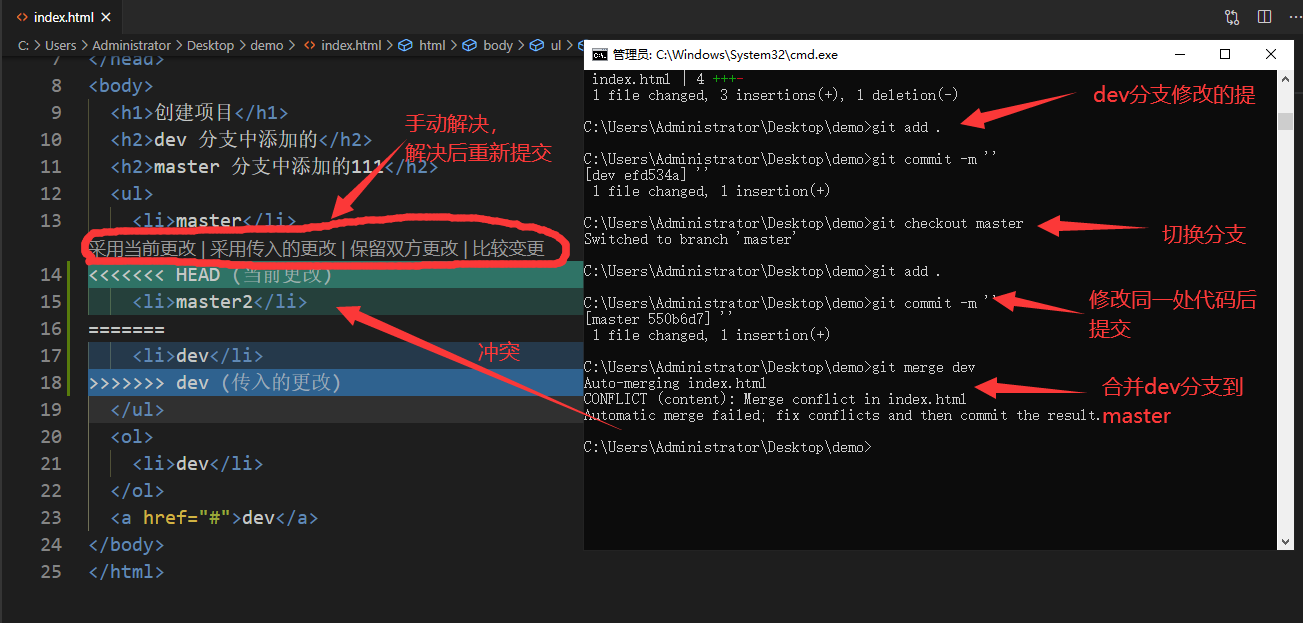 index.html
C: > Users > Administrator > Desktop > demo > index.html > html > body > ul >
7 </head>
8 <body>
9 <h1>创建项目</h1>
10 <h2>dev 分支中添加的</h2>
11 <h2>master 分支中添加的111</h2>
12 <ul>
13 <li>master</li>
采用当前更改 | 采用传入的更改 | 保留双方更改 | 比较变更
14 <<<<<<< HEAD (当前更改)
15 <li>master2</li>
16 =======
17 <li>dev</li>
18 >>>>>>> dev (传入的更改)
19 </ul>
20 <ol>
21 <li>dev</li>
22 </ol>
23 <a href="#">dev</a>
24 </body>
25 </html>
手动解决，
解决后重新提交
冲突
管理员: C:\Windows\System32\cmd.exe
index.html | 4 +++-
1 file changed, 3 insertions(+), 1 deletion(-)
C:\Users\Administrator\Desktop\demo>git add .
C:\Users\Administrator\Desktop\demo>git commit -m ''
[dev efd534a] ''
1 file changed, 1 insertion(+)
C:\Users\Administrator\Desktop\demo>git checkout master
Switched to branch 'master'
C:\Users\Administrator\Desktop\demo>git add .
C:\Users\Administrator\Desktop\demo>git commit -m ''
[master 550b6d7] ''
1 file changed, 1 insertion(+)
C:\Users\Administrator\Desktop\demo>git merge dev
Auto-merging index.html
CONFLICT (content): Merge conflict in index.html
Automatic merge failed; fix conflicts and then commit the result.
C:\Users\Administrator\Desktop\demo>
dev分支修改的提
切换分支
修改同一处代码后
提交
合并dev分支到
master